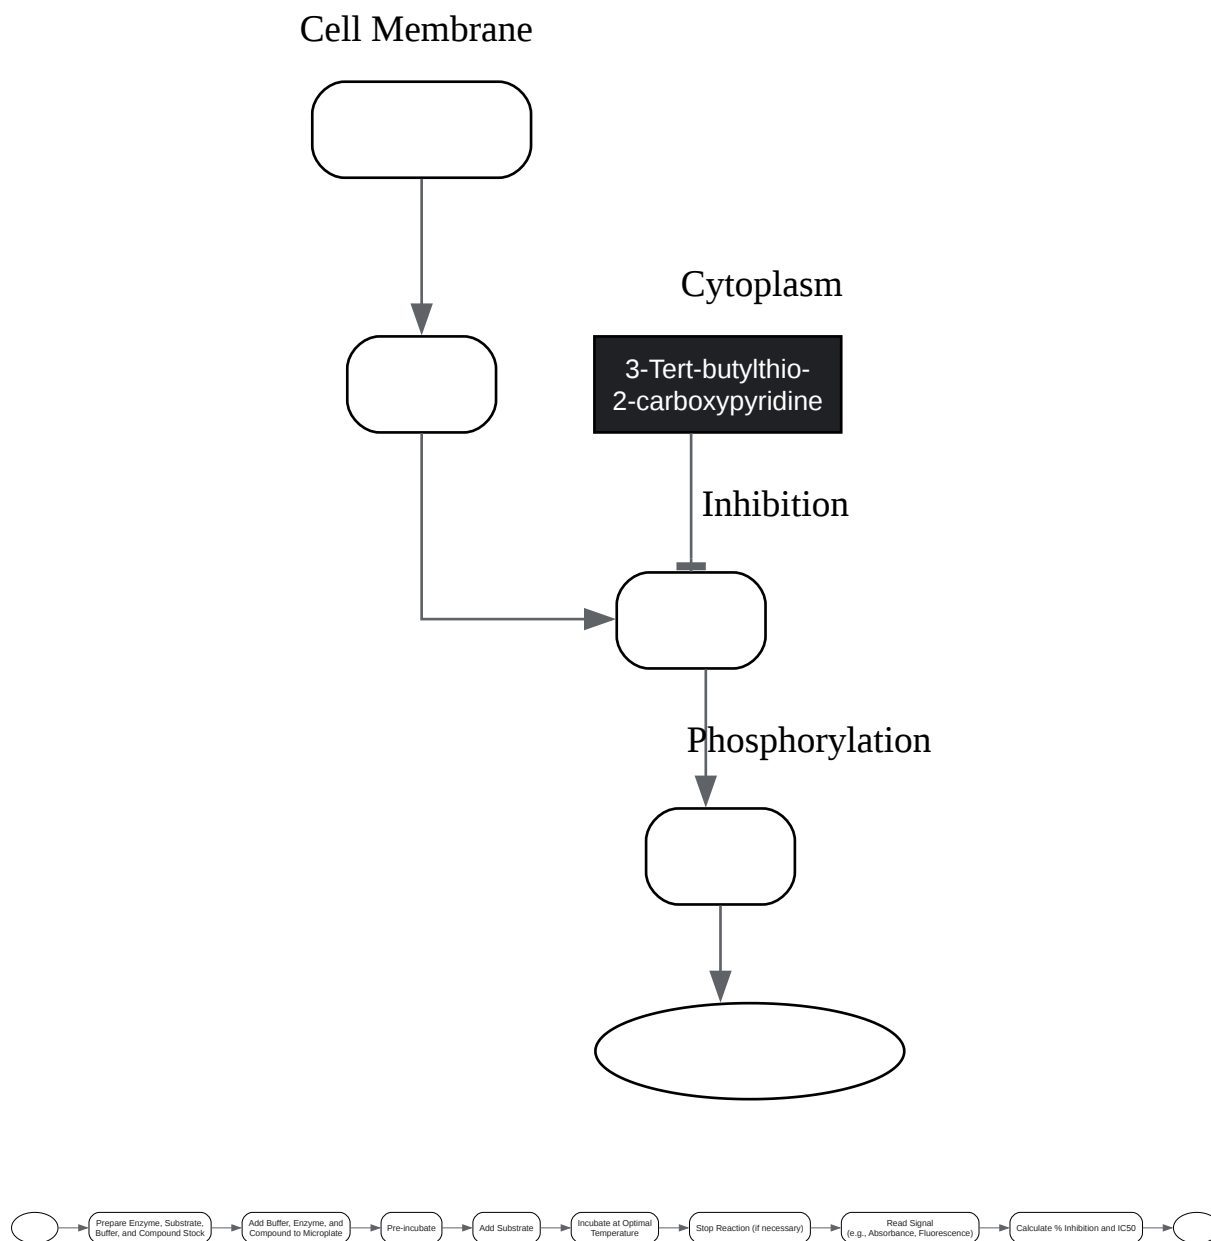 Cell Membrane
Cytoplasm
3-Tert-butylthio-
2-carboxypyridine
Inhibition
Phosphorylation
Prepare Enzyme, Substrate,
Buffer, and Compound Stock
Add Buffer, Enzyme, and
Compound to Microplate
Pre-incubate
Add Substrate
Incubate at Optimal
Temperature
Stop Reaction (if necessary)
Read Signal
(e.g., Absorbance, Fluorescence)
Calculate % Inhibition and IC50